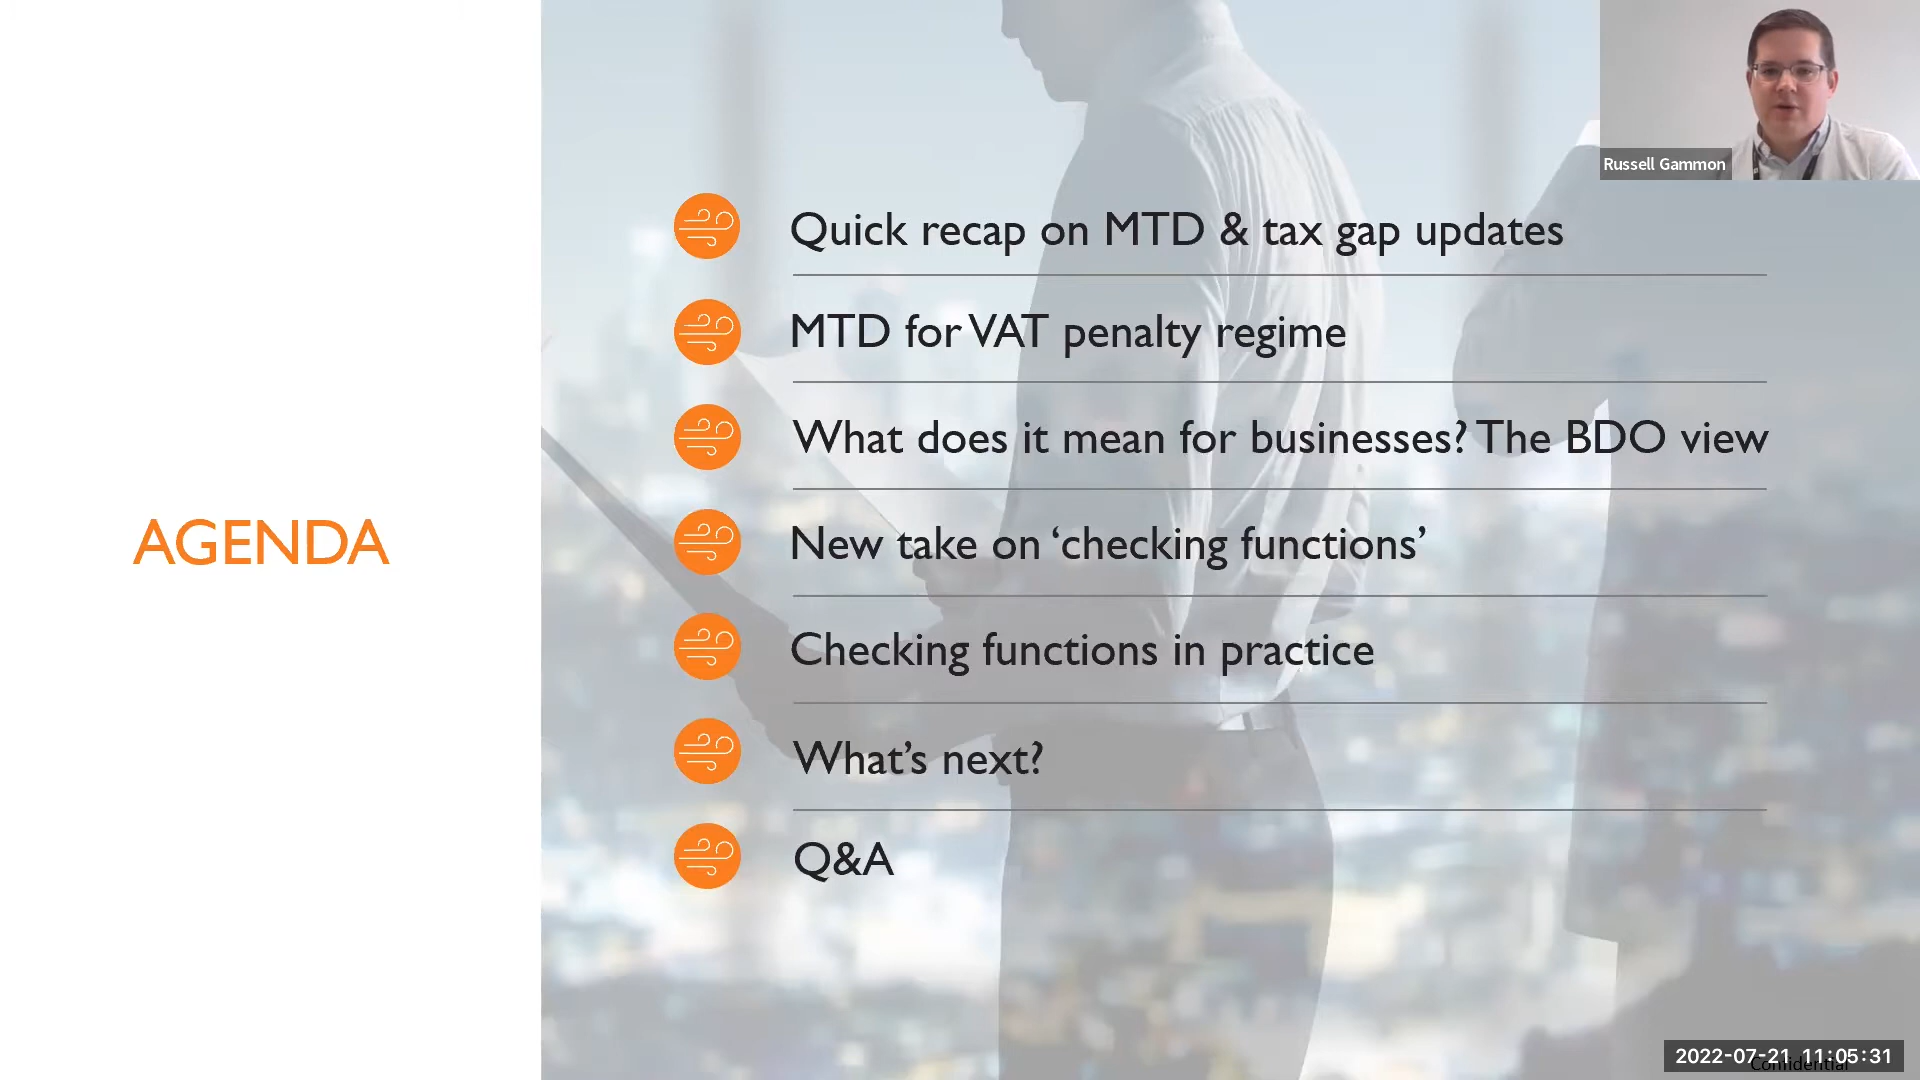 Russell Gammon
AGENDA
Quick recap on MTD & tax gap updates
MTD for VAT penalty regime
What does it mean for businesses? The BDO view
New take on ‘checking functions’
Checking functions in practice
What’s next?
Q&A
2022-07-21 11:05:31
Confidential